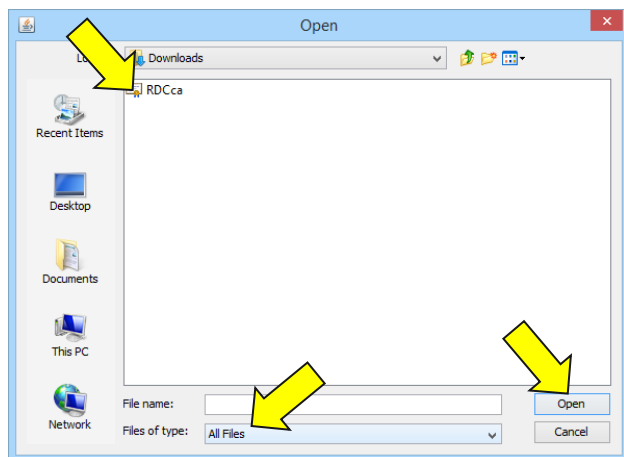 Open
Downloads
RDCca
Recent Items
Desktop
Documents
This PC
Network
File name:
Open
Files of type:
All Files
Cancel